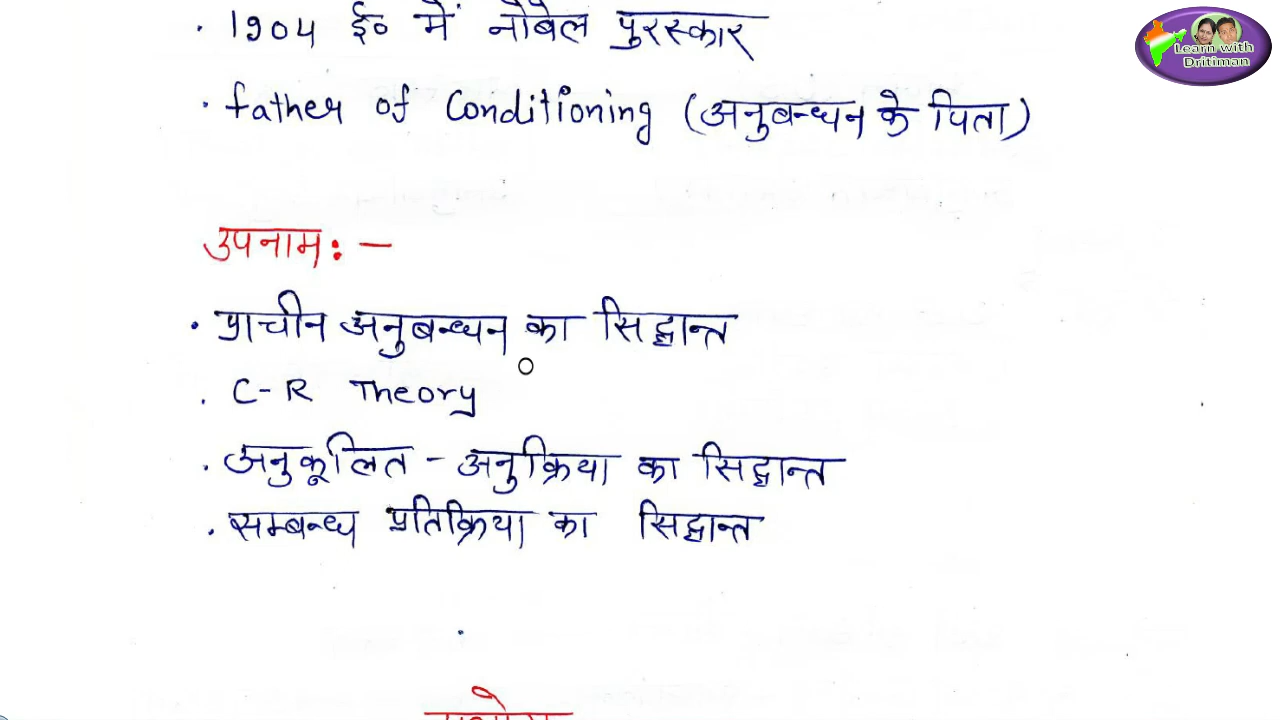 · 1904 ई० में नोबेल पुरस्कार
Learn with
Dritiman
· father of Conditioning (अनुबन्धन के पिता)
उपनाम: —
· प्राचीन अनुबन्धन का सिद्धान्त
· C-R Theory
· अनुकूलित - अनुक्रिया का सिद्धान्त
· सम्बन्ध प्रतिक्रिया का सिद्धान्त